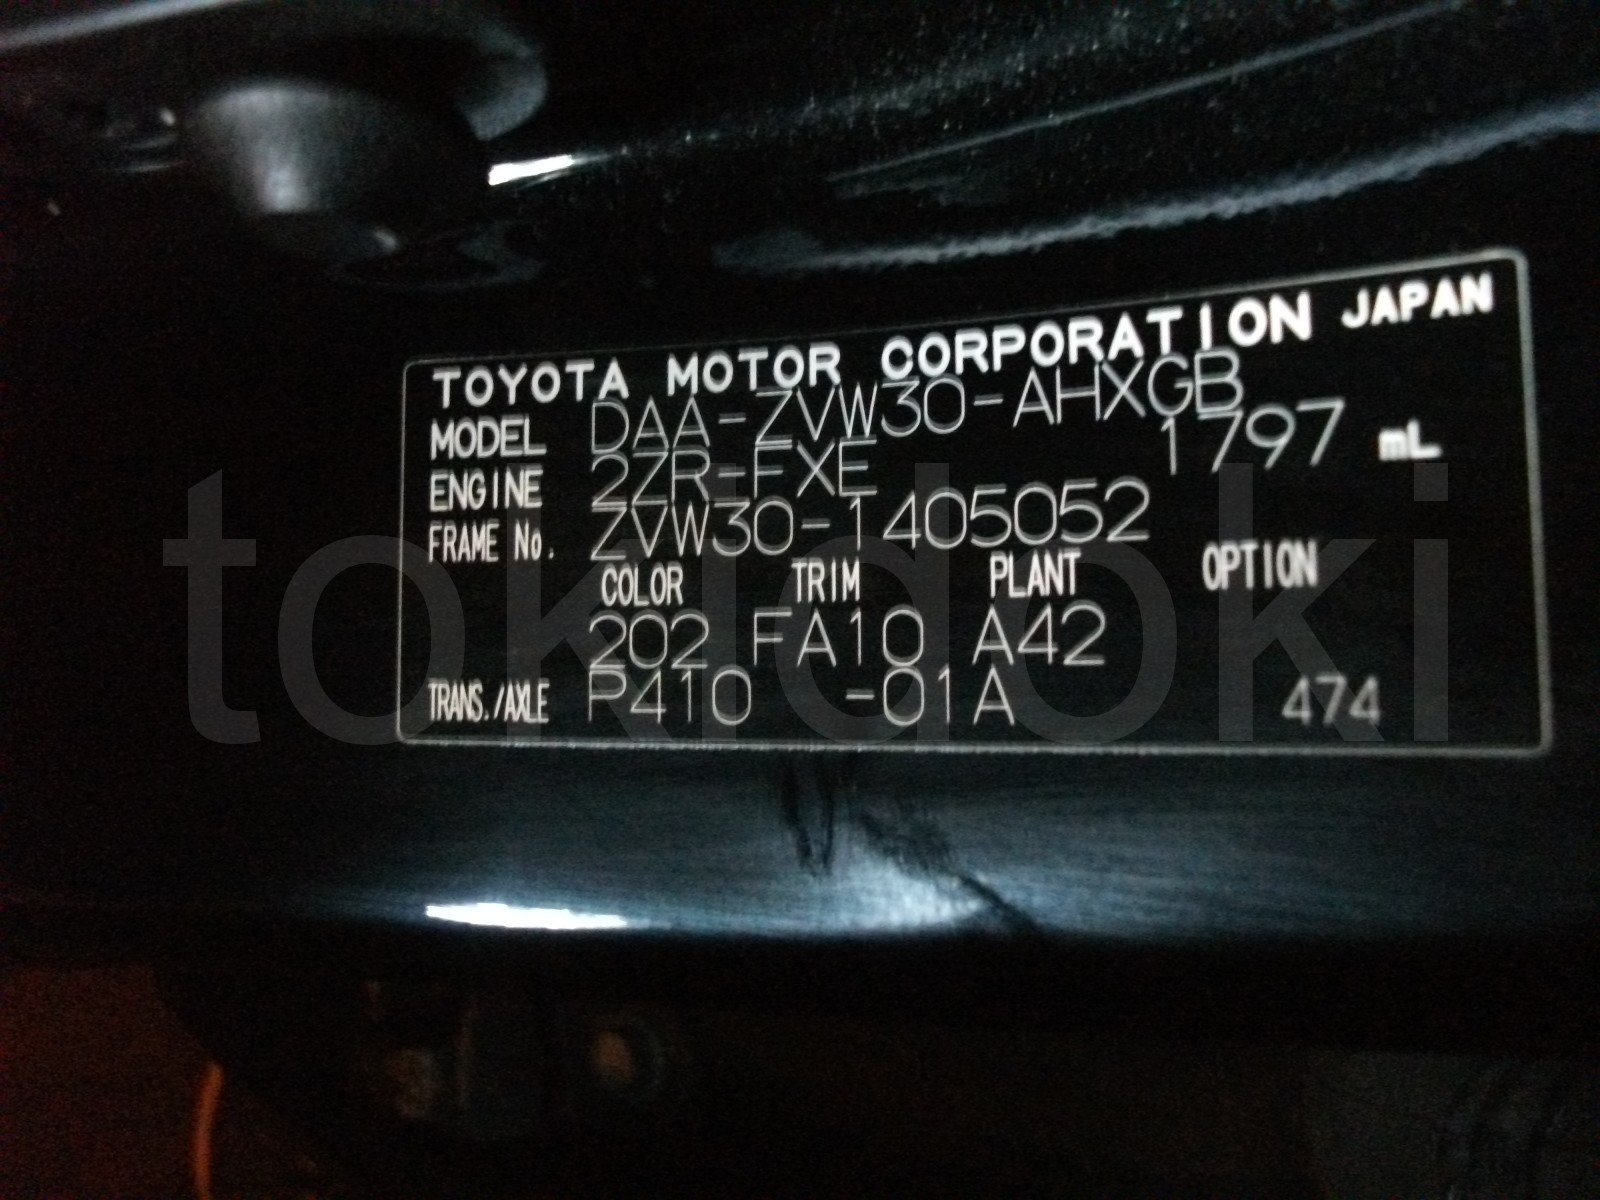 TOYOTA MOTOR CORPORATION JAPAN
MODEL DAA-ZVW30-AHXGB
ENGINE 2ZR-FXE 1797 mL
FRAME No. ZVW30-1405052
COLOR TRIM PLANT OPTION
202 FA10 A42
TRANS./AXLE P410 -01A 474
tokidoki